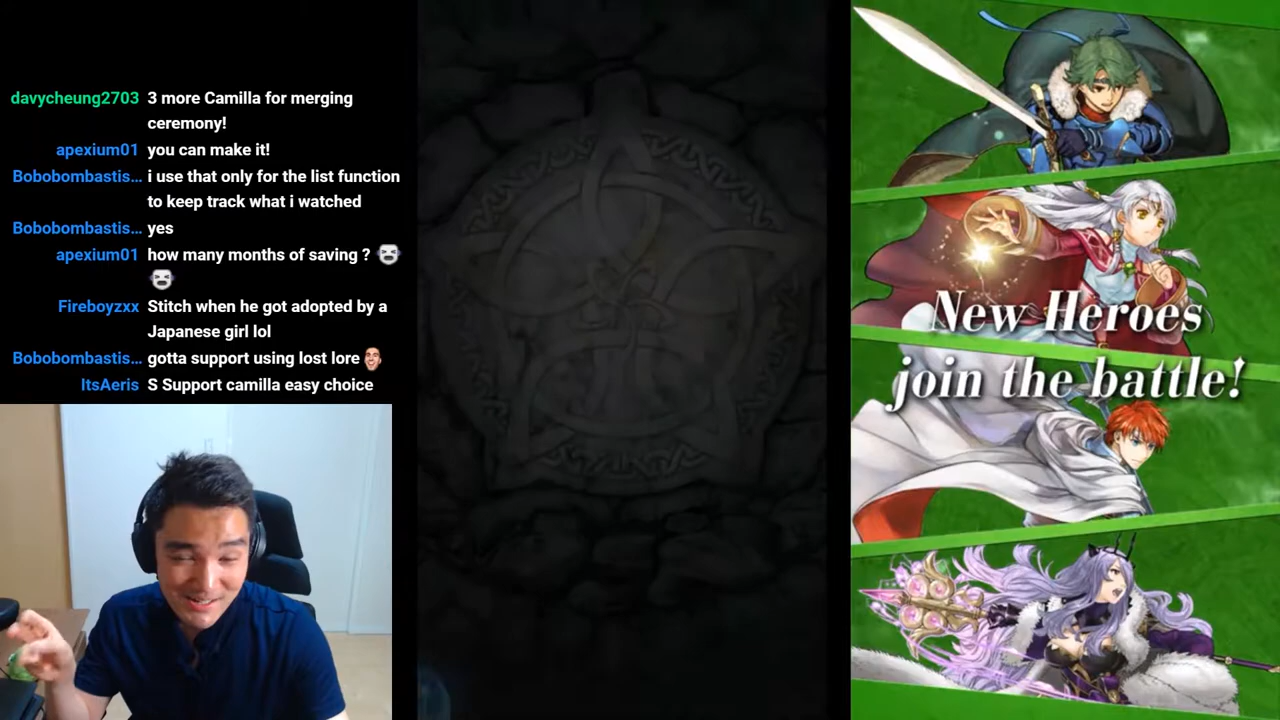 davycheung2703 3 more Camilla for merging
ceremony!
apexium01 you can make it!
Bobobombastis… i use that only for the list function
to keep track what i watched
Bobobombastis… yes
apexium01 how many months of saving ?
Fireboyzxx Stitch when he got adopted by a
Japanese girl lol
Bobobombastis… gotta support using lost lore
ItsAeris S Support camilla easy choice
New Heroes
join the battle!